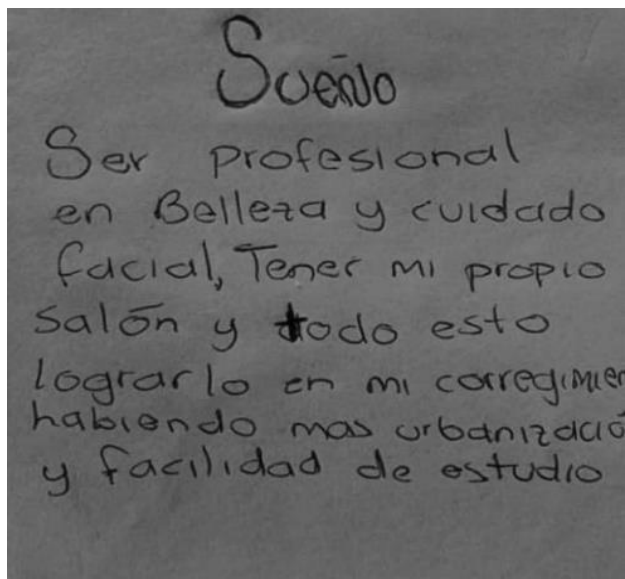 Sueño
Ser profesional
en Belleza y cuidado
facial, Tener mi propio
salón y todo esto
lograrlo en mi corregimien
habiendo mas urbanizació
y facilidad de estudio